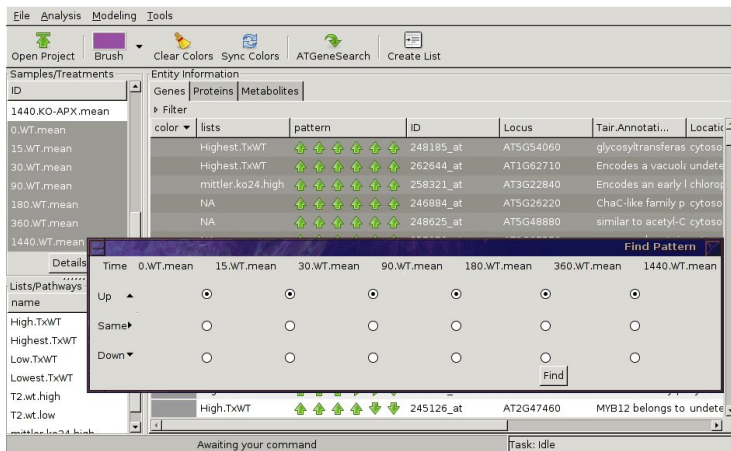 File Analysis Modeling Tools
Open Project Brush Clear Colors Sync Colors ATGeneSearch Create List
Samples/Treatments
ID
1440.KO-APX.mean
0.WT.mean
15.WT.mean
30.WT.mean
90.WT.mean
180.WT.mean
360.WT.mean
1440.WT.mean
Details
Lists/Pathways
name
High.TxWT
Highest.TxWT
Low.TxWT
Lowest.TxWT
T2.wt.high
T2.wt.low
mittler.ko24.high
Entity Information
Genes Proteins Metabolites
Filter
color lists pattern ID Locus Tair.Annotati... Locatic
Highest.TxWT 248185_at AT5G54060 glycosyltransferas cytoso
Highest.TxWT 262644_at AT1G62710 Encodes a vacuola undete
mittler.ko24.high 258321_at AT3G22840 Encodes an early l chlorop
NA 246884_at AT5G26220 ChaC-like family p cytoso
NA 248625_at AT5G48880 similar to acetyl-C cytoso
Find Pattern
Time 0.WT.mean 15.WT.mean 30.WT.mean 90.WT.mean 180.WT.mean 360.WT.mean 1440.WT.mean
Up
Same
Down
Find
High.TxWT 245126_at AT2G47460 MYB12 belongs to undete
Awaiting your command Task: Idle